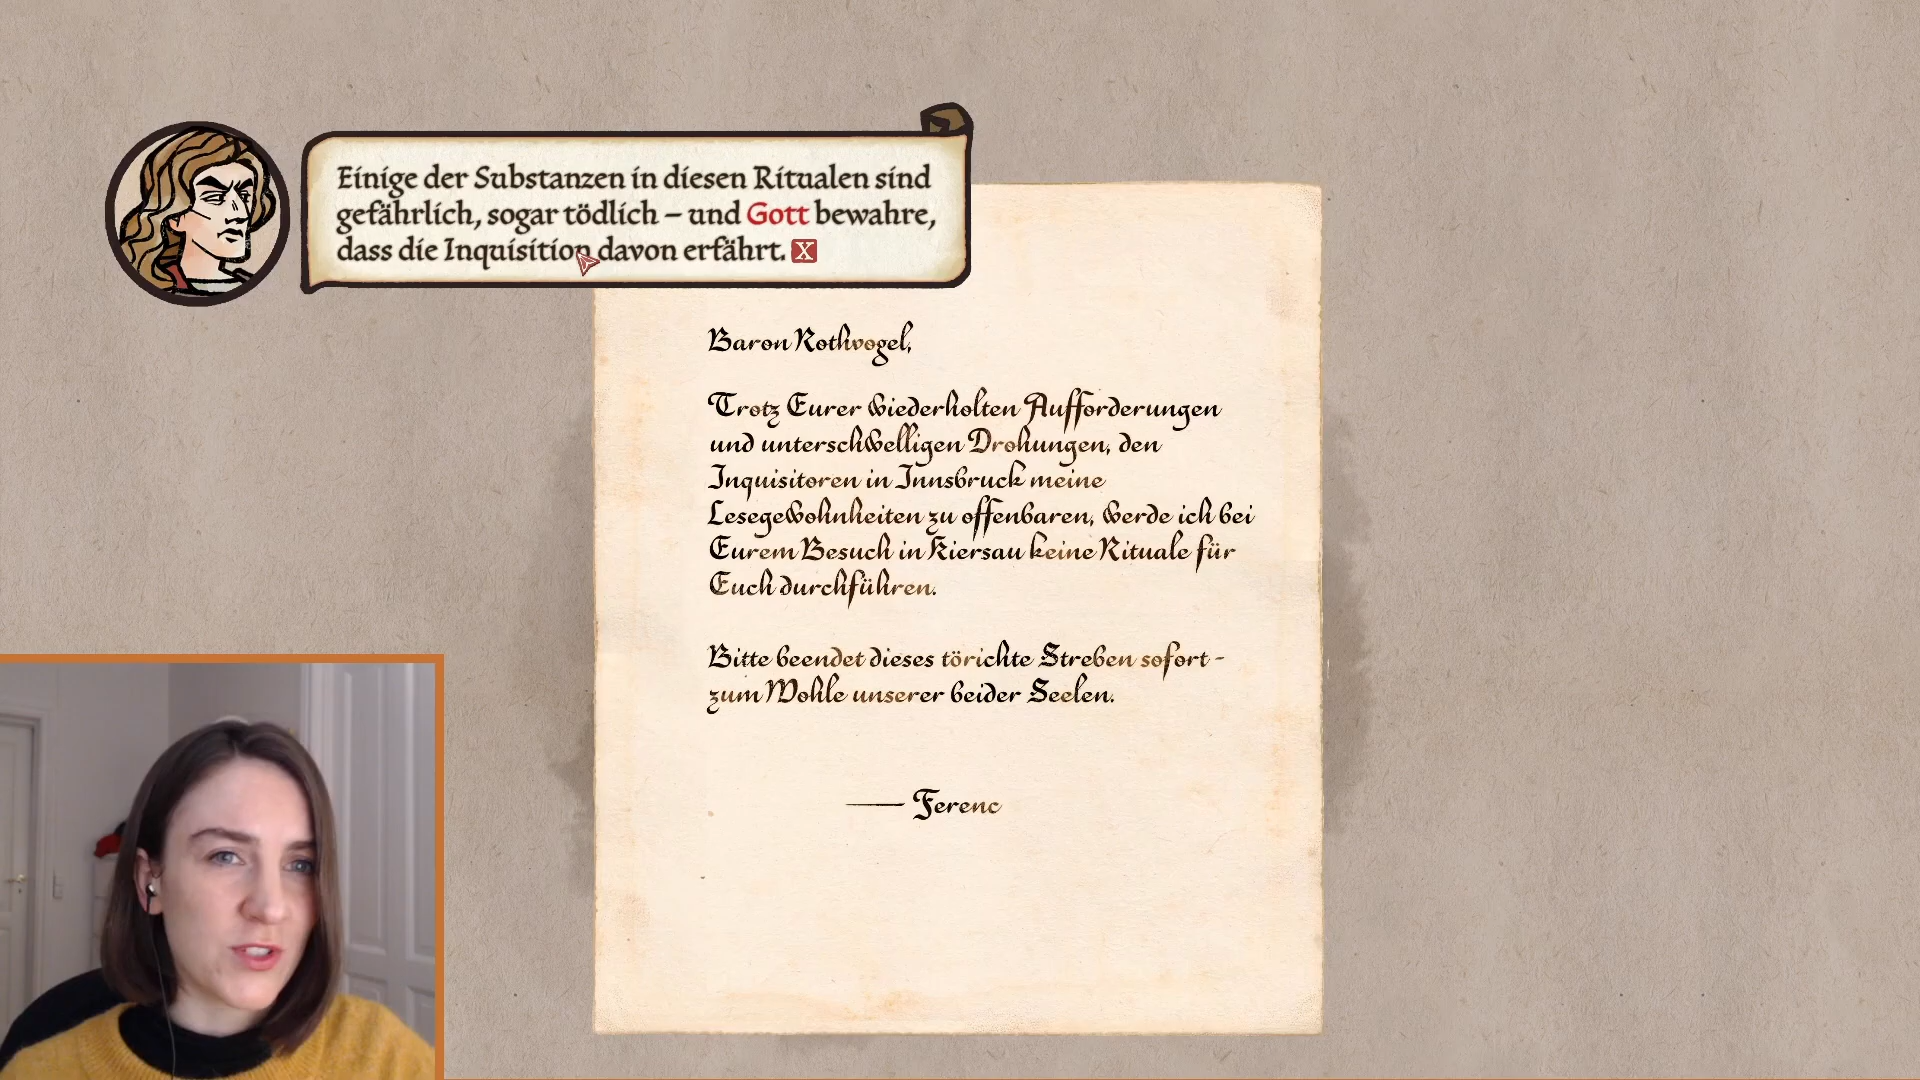 Einige der Substanzen in diesen Ritualen sind
gefährlich, sogar tödlich – und Gott bewahre,
dass die Inquisition davon erfährt. X
Baron Rothvogel,
Trotz Eurer wiederholten Aufforderungen
und unterschwelligen Drohungen, den
Inquisitoren in Innsbruck meine
Lesegewohnheiten zu offenbaren, werde ich bei
Eurem Besuch in Kiersau keine Rituale für
Euch durchführen.
Bitte beendet dieses törichte Streben sofort -
zum Wohle unserer beider Seelen.
— Ferenc